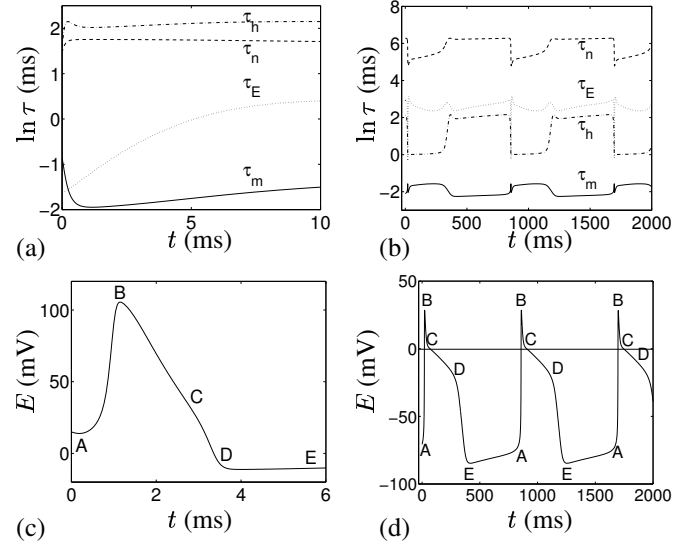 2
1
0
−1
−2
ln τ (ms)
τh
τn
τE
τm
0
5
10
t (ms)
(a)
8
6
4
2
0
−2
ln τ (ms)
τn
τE
τh
τm
0
500
1000
1500
2000
t (ms)
(b)
100
50
0
E (mV)
A
B
C
D
E
0
2
4
6
t (ms)
(c)
50
0
−50
−100
E (mV)
B
B
B
C
C
C
D
D
D
A
A
A
E
E
0
500
1000
1500
2000
t (ms)
(d)